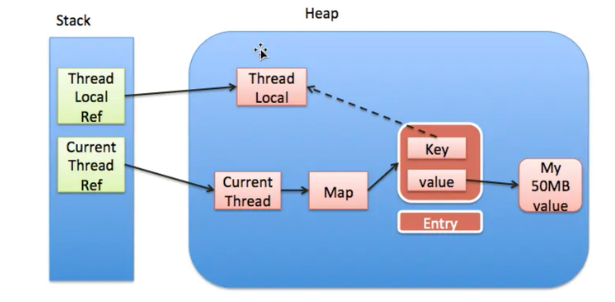 Stack
Heap
Thread
Local
Ref
Thread
Local
Current
Thread
Ref
Current
Thread
Map
Key
value
Entry
My
50MB
value